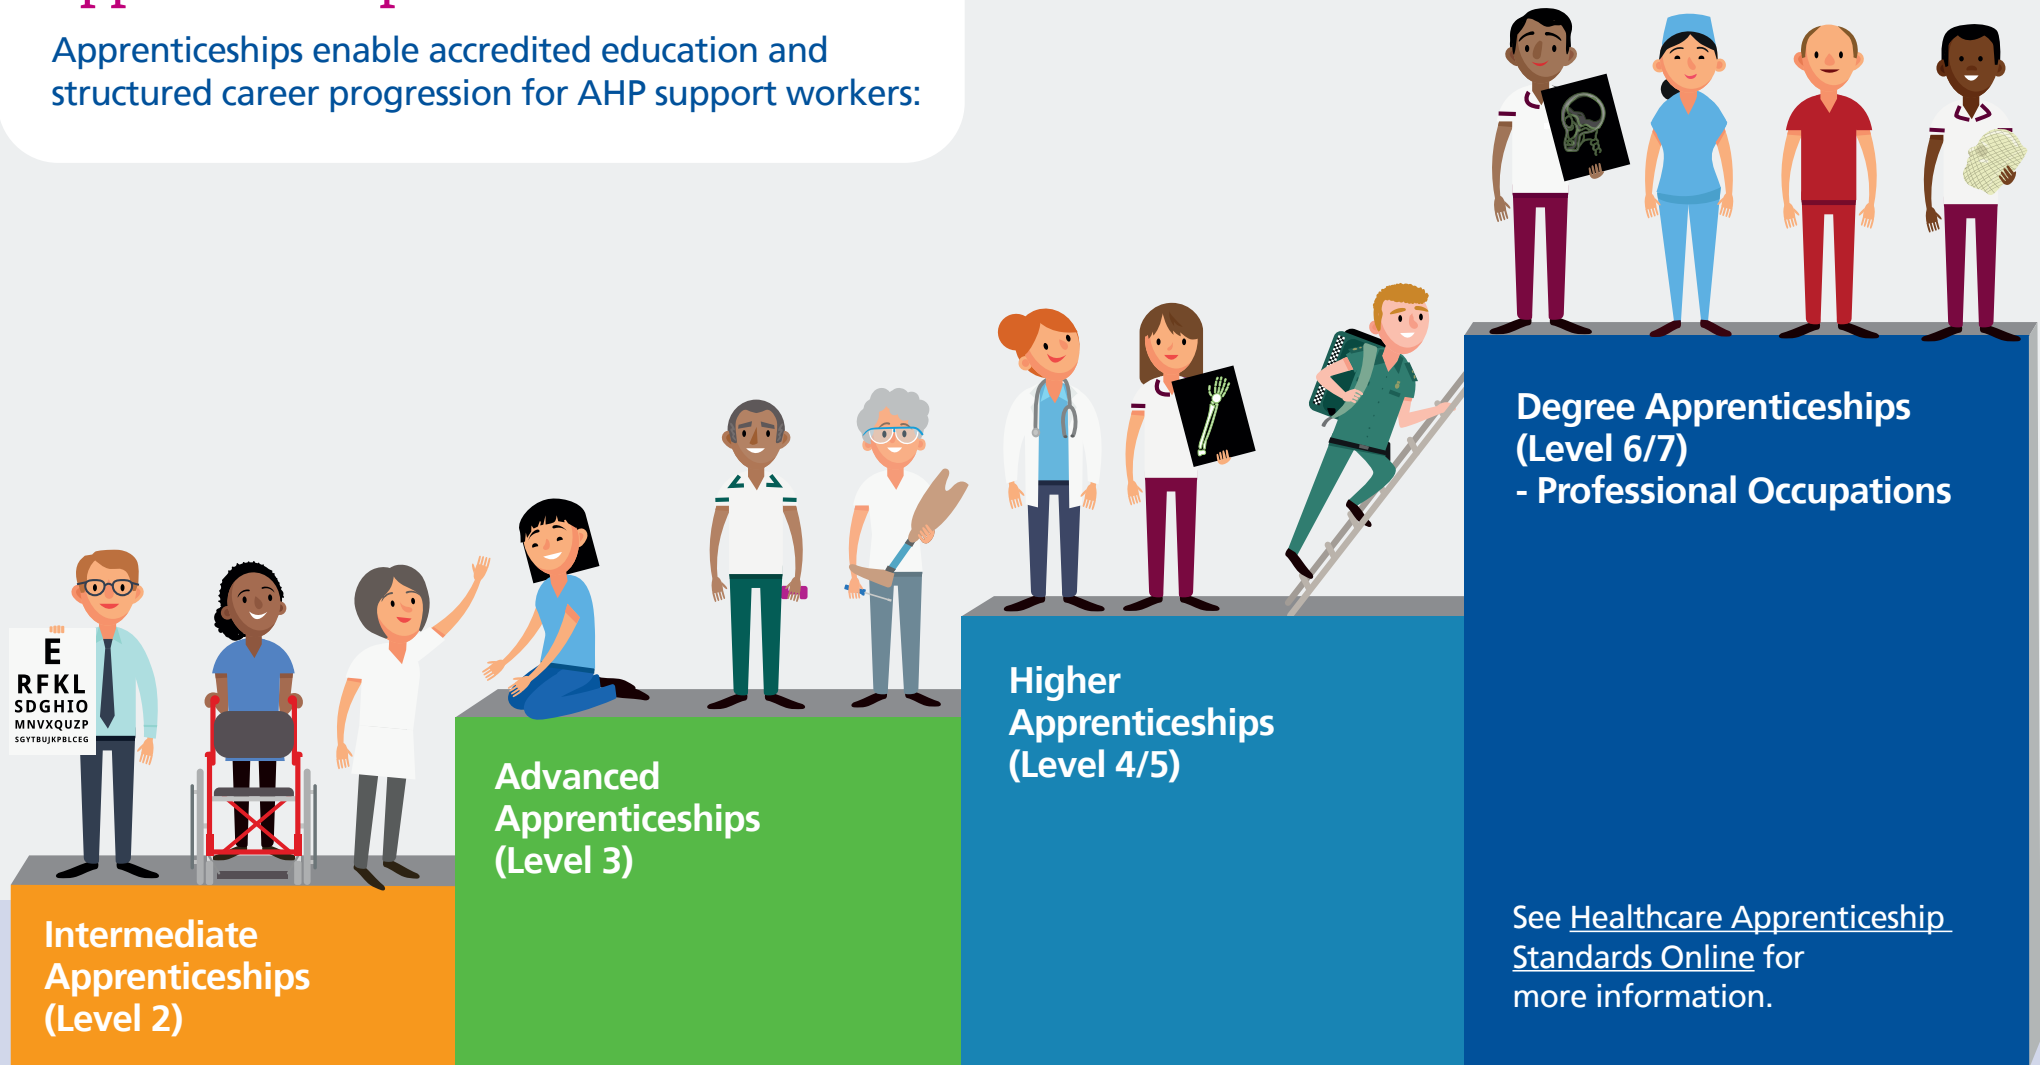 Apprenticeships enable accredited education and
structured career progression for AHP support workers:
E
RFKL
SDGHIO
MNVXQUZP
SGYTBUJKPBLCEG
Intermediate
Apprenticeships
(Level 2)
Advanced
Apprenticeships
(Level 3)
Higher
Apprenticeships
(Level 4/5)
Degree Apprenticeships
(Level 6/7)
- Professional Occupations
See Healthcare Apprenticeship
Standards Online for
more information.